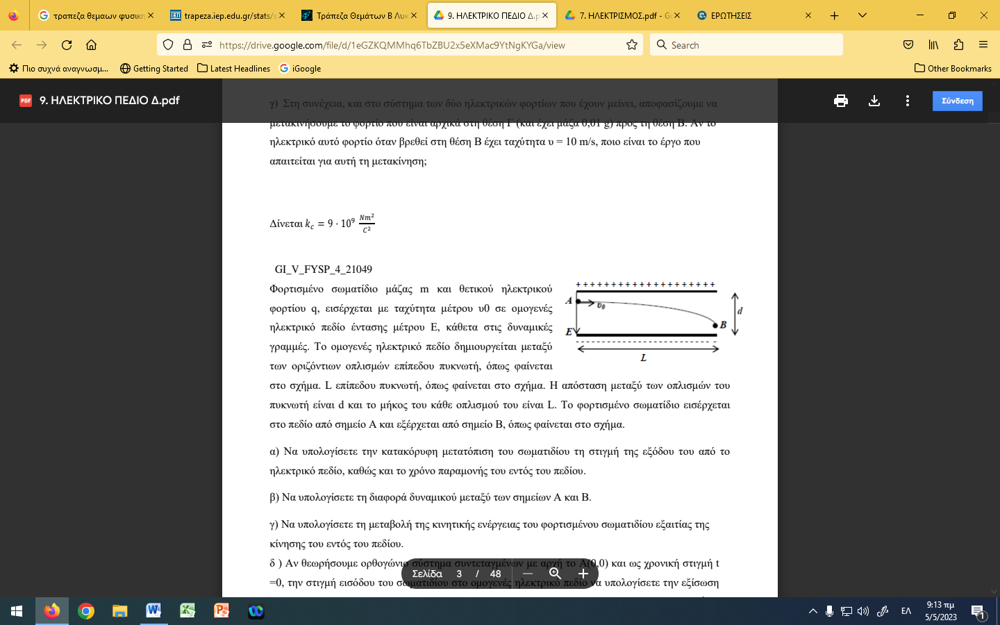 τραπεζα θεμαων φυσικη
trapeza.iep.edu.gr/stats/s
Τράπεζα Θεμάτων Β Λυκ
9. ΗΛΕΚΤΡΙΚΟ ΠΕΔΙΟ Δ.p
7. ΗΛΕΚΤΡΙΣΜΟΣ.pdf - Go
ΕΡΩΤΗΣΕΙΣ
https://drive.google.com/file/d/1eGZKQMMhq6TbZBU2x5eXMac9YtNgKYGa/view
Search
Πιο συχνά αναγνωσμ...
Getting Started
Latest Headlines
iGoogle
Other Bookmarks
PDF
9. ΗΛΕΚΤΡΙΚΟ ΠΕΔΙΟ Δ.pdf
Σύνδεση
γ) Στη συνέχεια, και στο σύστημα των δύο ηλεκτρικών φορτίων που έχουν μείνει, αποφασίζουμε να
μετακινήσουμε το φορτίο που είναι αρχικά στη θέση Γ (και έχει μάζα 0,01 g) προς τη θέση Β. Αν το
ηλεκτρικό αυτό φορτίο όταν βρεθεί στη θέση Β έχει ταχύτητα υ = 10 m/s, ποιο είναι το έργο που
απαιτείται για αυτή τη μετακίνηση;
Δίνεται k_c = 9 · 10⁹ Nm²/C²
GI_V_FYSP_4_21049
Φορτισμένο σωματίδιο μάζας m και θετικού ηλεκτρικού
φορτίου q, εισέρχεται με ταχύτητα μέτρου υ0 σε ομογενές
ηλεκτρικό πεδίο έντασης μέτρου Ε, κάθετα στις δυναμικές
γραμμές. Το ομογενές ηλεκτρικό πεδίο δημιουργείται μεταξύ
των οριζόντιων οπλισμών επίπεδου πυκνωτή, όπως φαίνεται
+ + + + + + + + + + + + + + + + + + + +
A
υ0
B
d
E
L
στο σχήμα. L επίπεδου πυκνωτή, όπως φαίνεται στο σχήμα. Η απόσταση μεταξύ των οπλισμών του
πυκνωτή είναι d και το μήκος του κάθε οπλισμού του είναι L. Το φορτισμένο σωματίδιο εισέρχεται
στο πεδίο από σημείο Α και εξέρχεται από σημείο Β, όπως φαίνεται στο σχήμα.
α) Να υπολογίσετε την κατακόρυφη μετατόπιση του σωματιδίου τη στιγμή της εξόδου του από το
ηλεκτρικό πεδίο, καθώς και το χρόνο παραμονής του εντός του πεδίου.
β) Να υπολογίσετε τη διαφορά δυναμικού μεταξύ των σημείων Α και Β.
γ) Να υπολογίσετε τη μεταβολή της κινητικής ενέργειας του φορτισμένου σωματιδίου εξαιτίας της
κίνησης του εντός του πεδίου.
δ ) Αν θεωρήσουμε ορθογώνιο σύστημα συντεταγμένων με αρχή το Α(0,0) και ως χρονική στιγμή t
=0, την στιγμή εισόδου του σωματιδίου στο ομογενές ηλεκτρικό πεδίο να υπολογίσετε την εξίσωση
Σελίδα 3 / 48
ΕΛ
9:13 πμ
5/5/2023
1